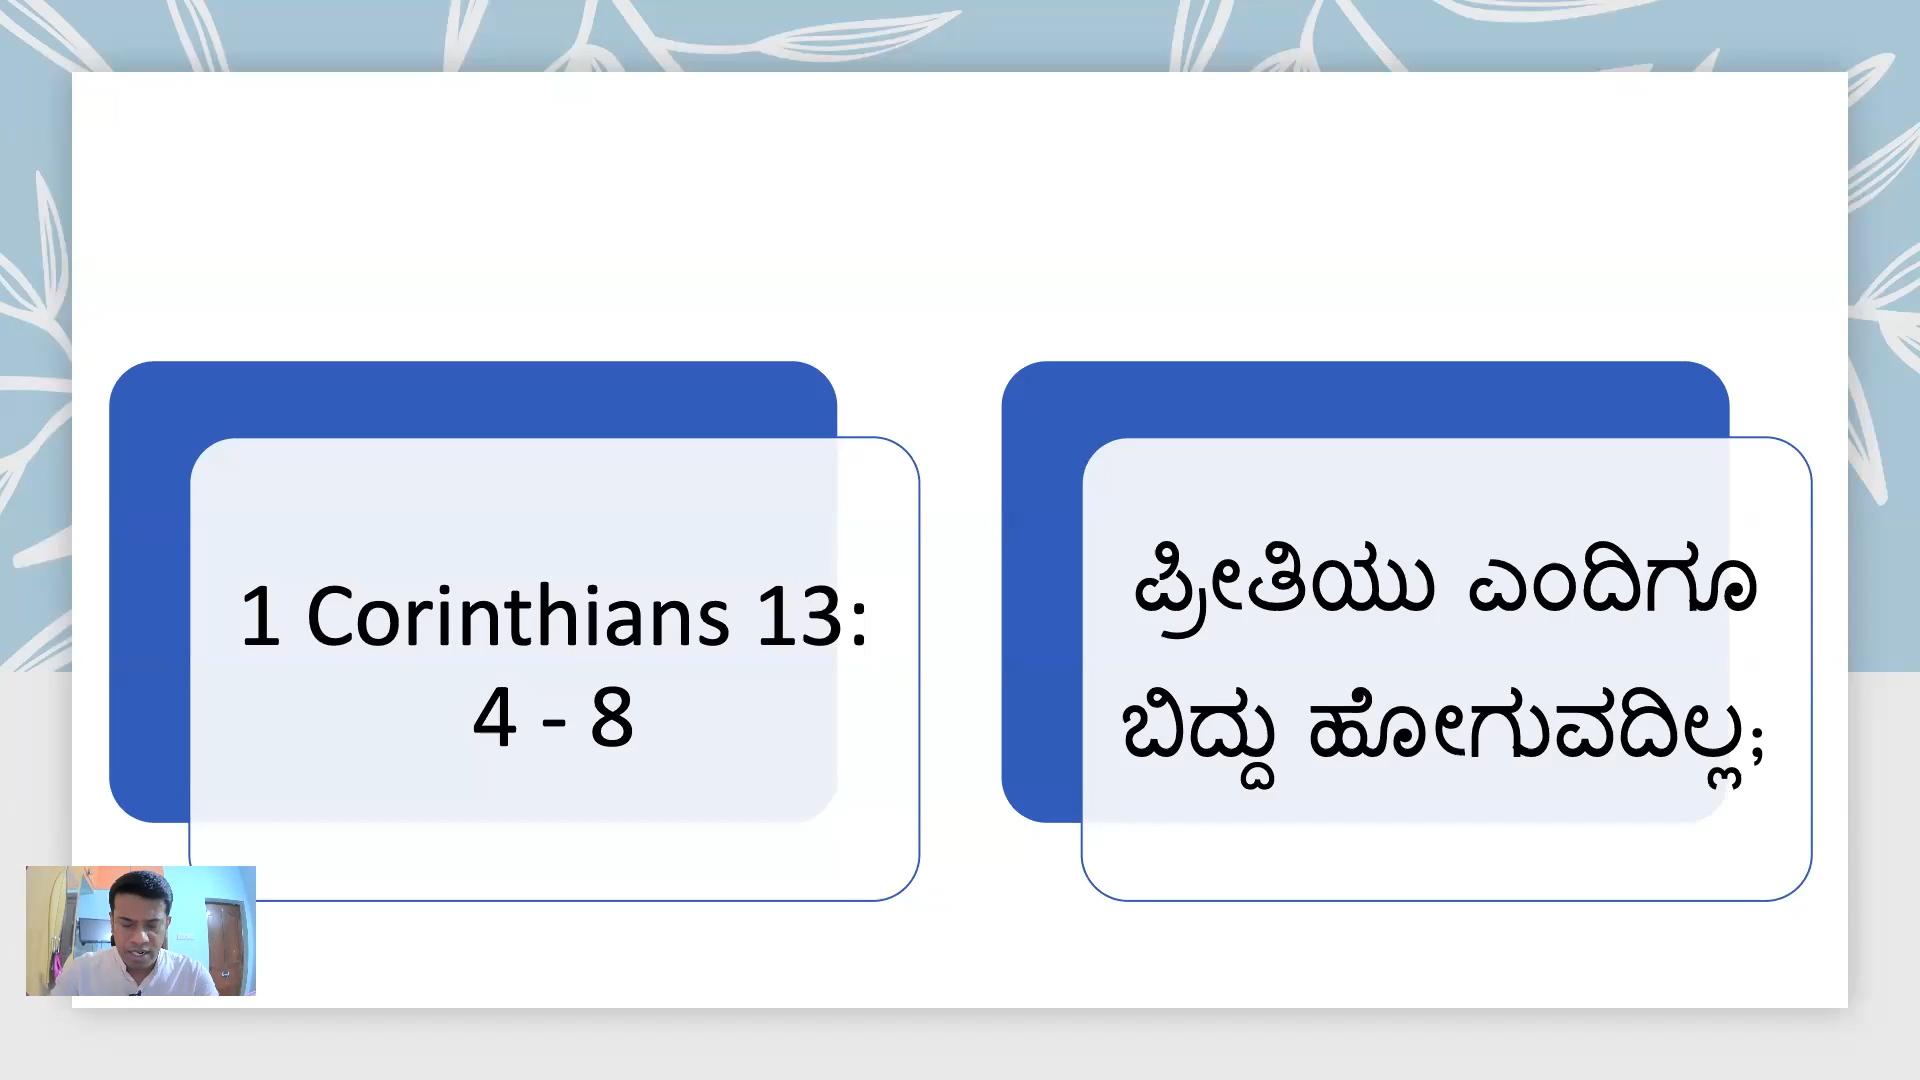 1 Corinthians 13:
4 - 8
ಪ್ರೀತಿಯು ಎಂದಿಗೂ
ಬಿದ್ದು ಹೋಗುವದಿಲ್ಲ;